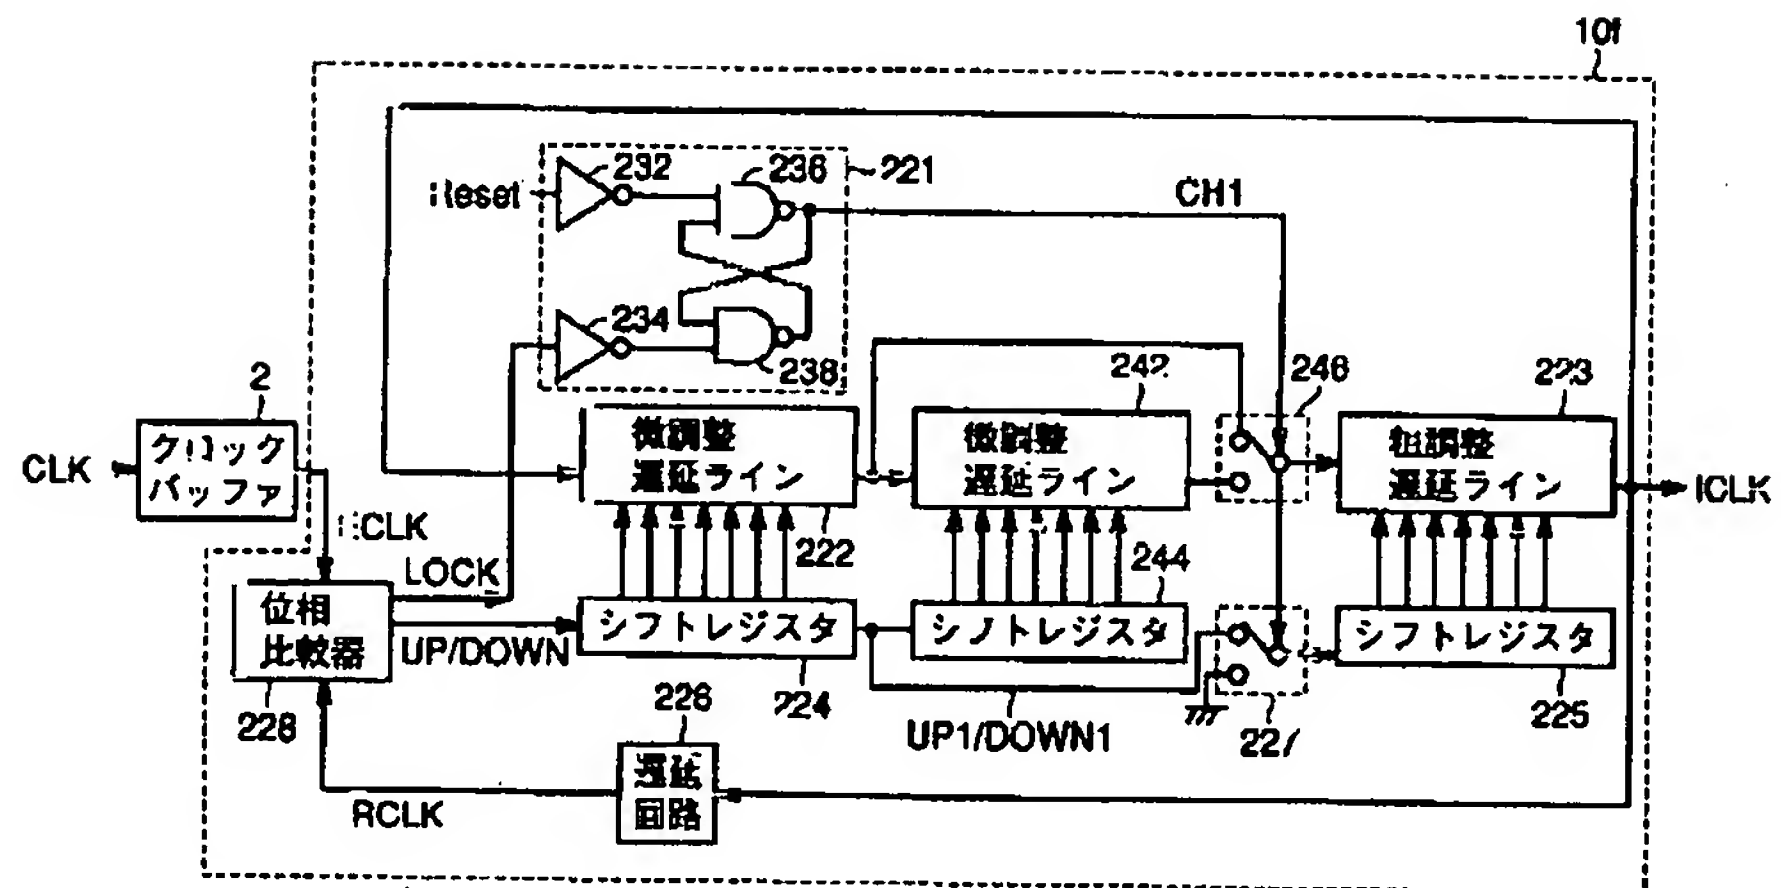 10f
232
236
221
Reset
CH1
234
238
2
242
246
223
クロック
バッファ
CLK
微調整
遅延ライン
微調整
遅延ライン
粗調整
遅延ライン
ICLK
ECLK
LOCK
222
244
位相
比較器
シフトレジスタ
シフトレジスタ
シフトレジスタ
UP/DOWN
228
224
226
UP1/DOWN1
227
225
遅延
回路
RCLK